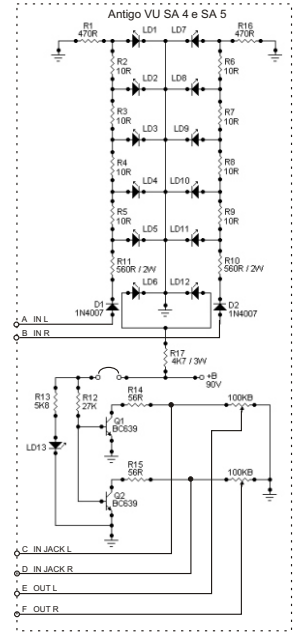 Antigo VU SA 4 e SA 5
R1
470R
LD1
LD7
R16
470R
R2
10R
LD2
LD8
R6
10R
R3
10R
LD3
LD9
R7
10R
R4
10R
LD4
LD10
R8
10R
R5
10R
LD5
LD11
R9
10R
R11
560R / 2W
R10
560R / 2W
LD6
LD12
D1
1N4007
D2
1N4007
A IN L
B IN R
R17
4K7 / 3W
+B
90V
R13
5K8
R12
27K
R14
56R
100KB
Q1
BC639
LD13
R15
56R
100KB
Q2
BC639
C IN JACK L
D IN JACK R
E OUT L
F OUT R